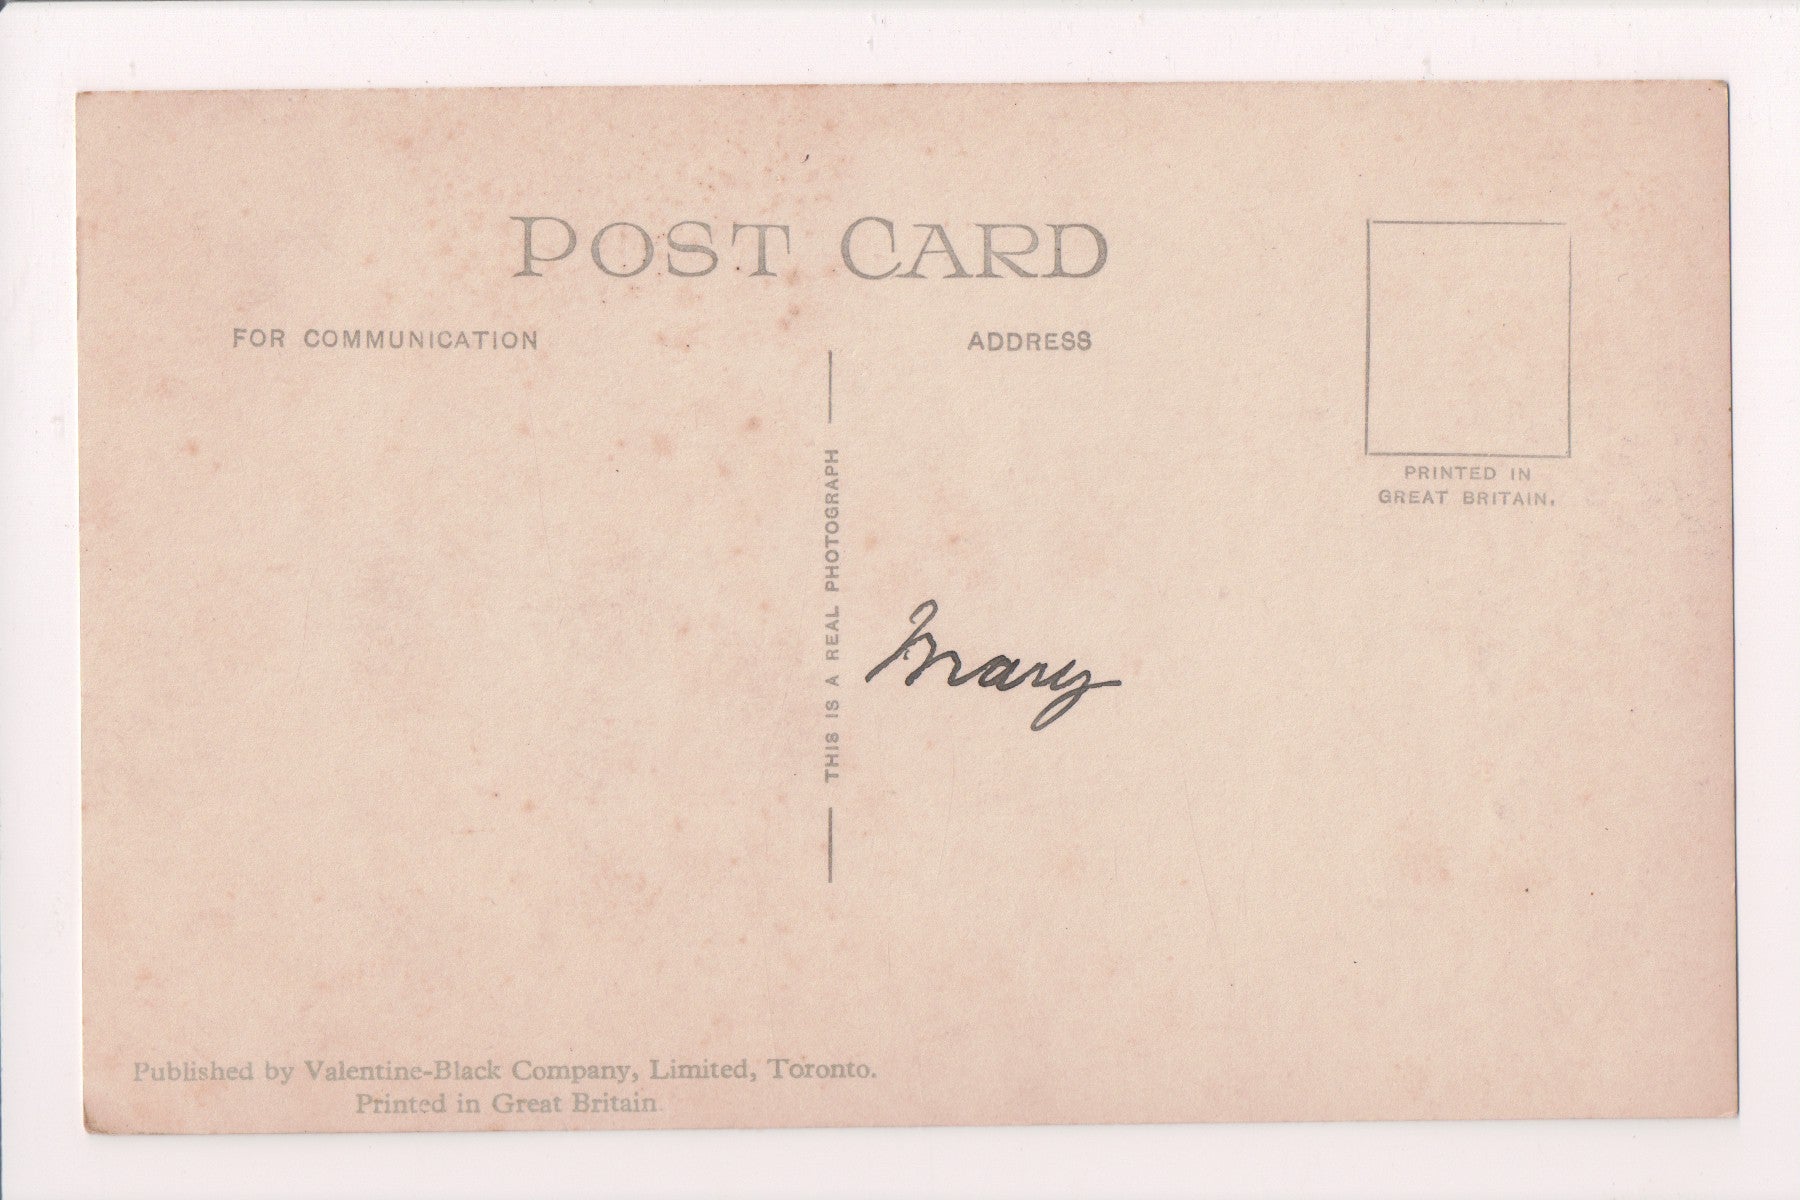 POST CARD
FOR COMMUNICATION
ADDRESS
PRINTED IN
GREAT BRITAIN.
THIS IS A REAL PHOTOGRAPH
Mary
Published by Valentine-Black Company, Limited, Toronto.
Printed in Great Britain